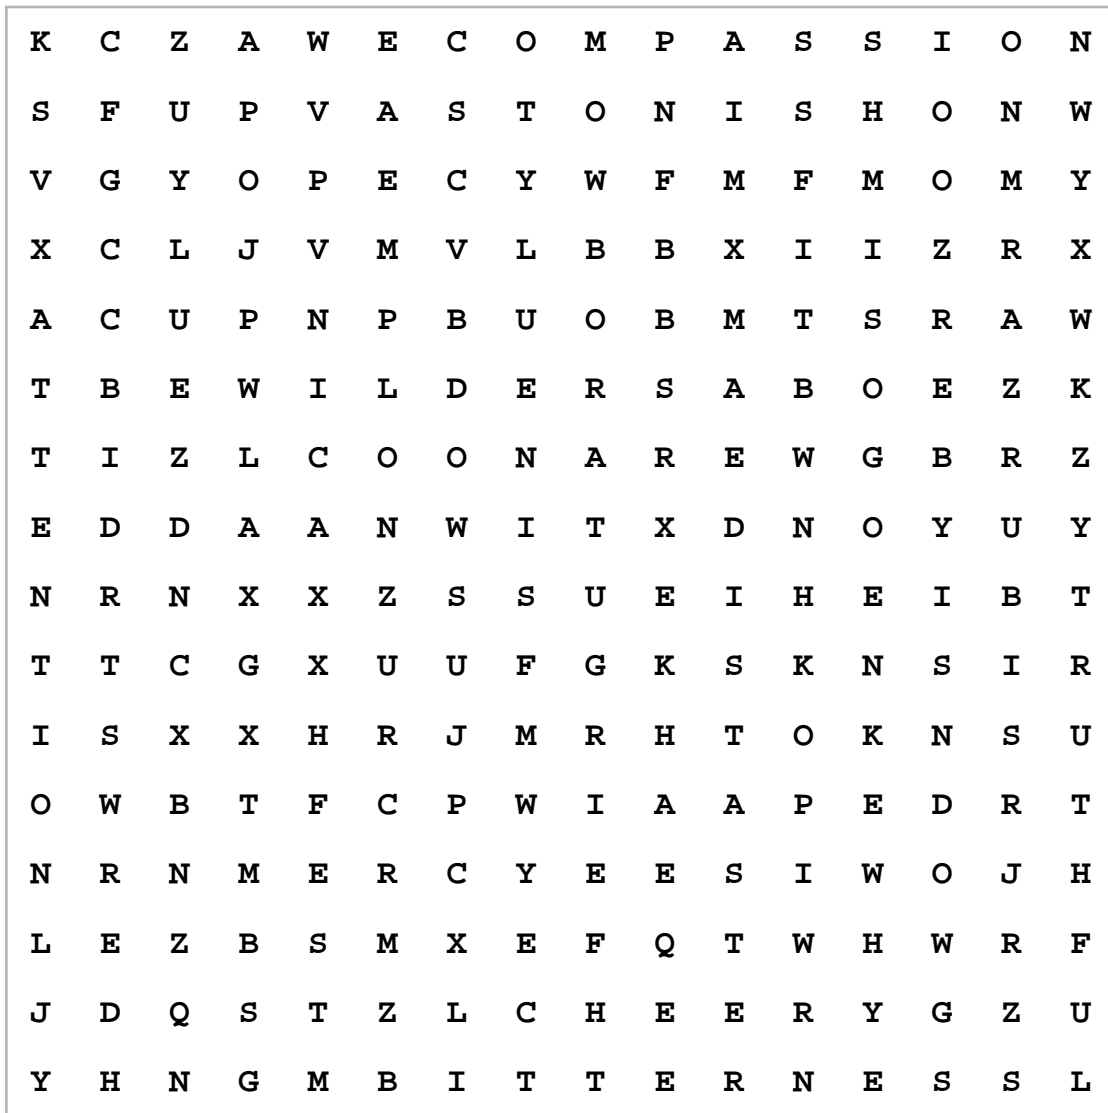 K C Z A W E C O M P A S S I O N
S F U P V A S T O N I S H O N W
V G Y O P E C Y W F M F M O M Y
X C L J V M V L B B X I I Z R X
A C U P N P B U O B M T S R A W
T B E W I L D E R S A B O E Z K
T I Z L C O O N A R E W G B R Z
E D D A A N W I T X D N O Y U Y
N R N X X Z S S U E I H E I B T
T T C G X U U F G K S K N S I R
I S X X H R J M R H T O K N S U
O W B T F C P W I A A P E D R T
N R N M E R C Y E E S I W O J H
L E Z B S M X E F Q T W H W R F
J D Q S T Z L C H E E R Y G Z U
Y H N G M B I T T E R N E S S L